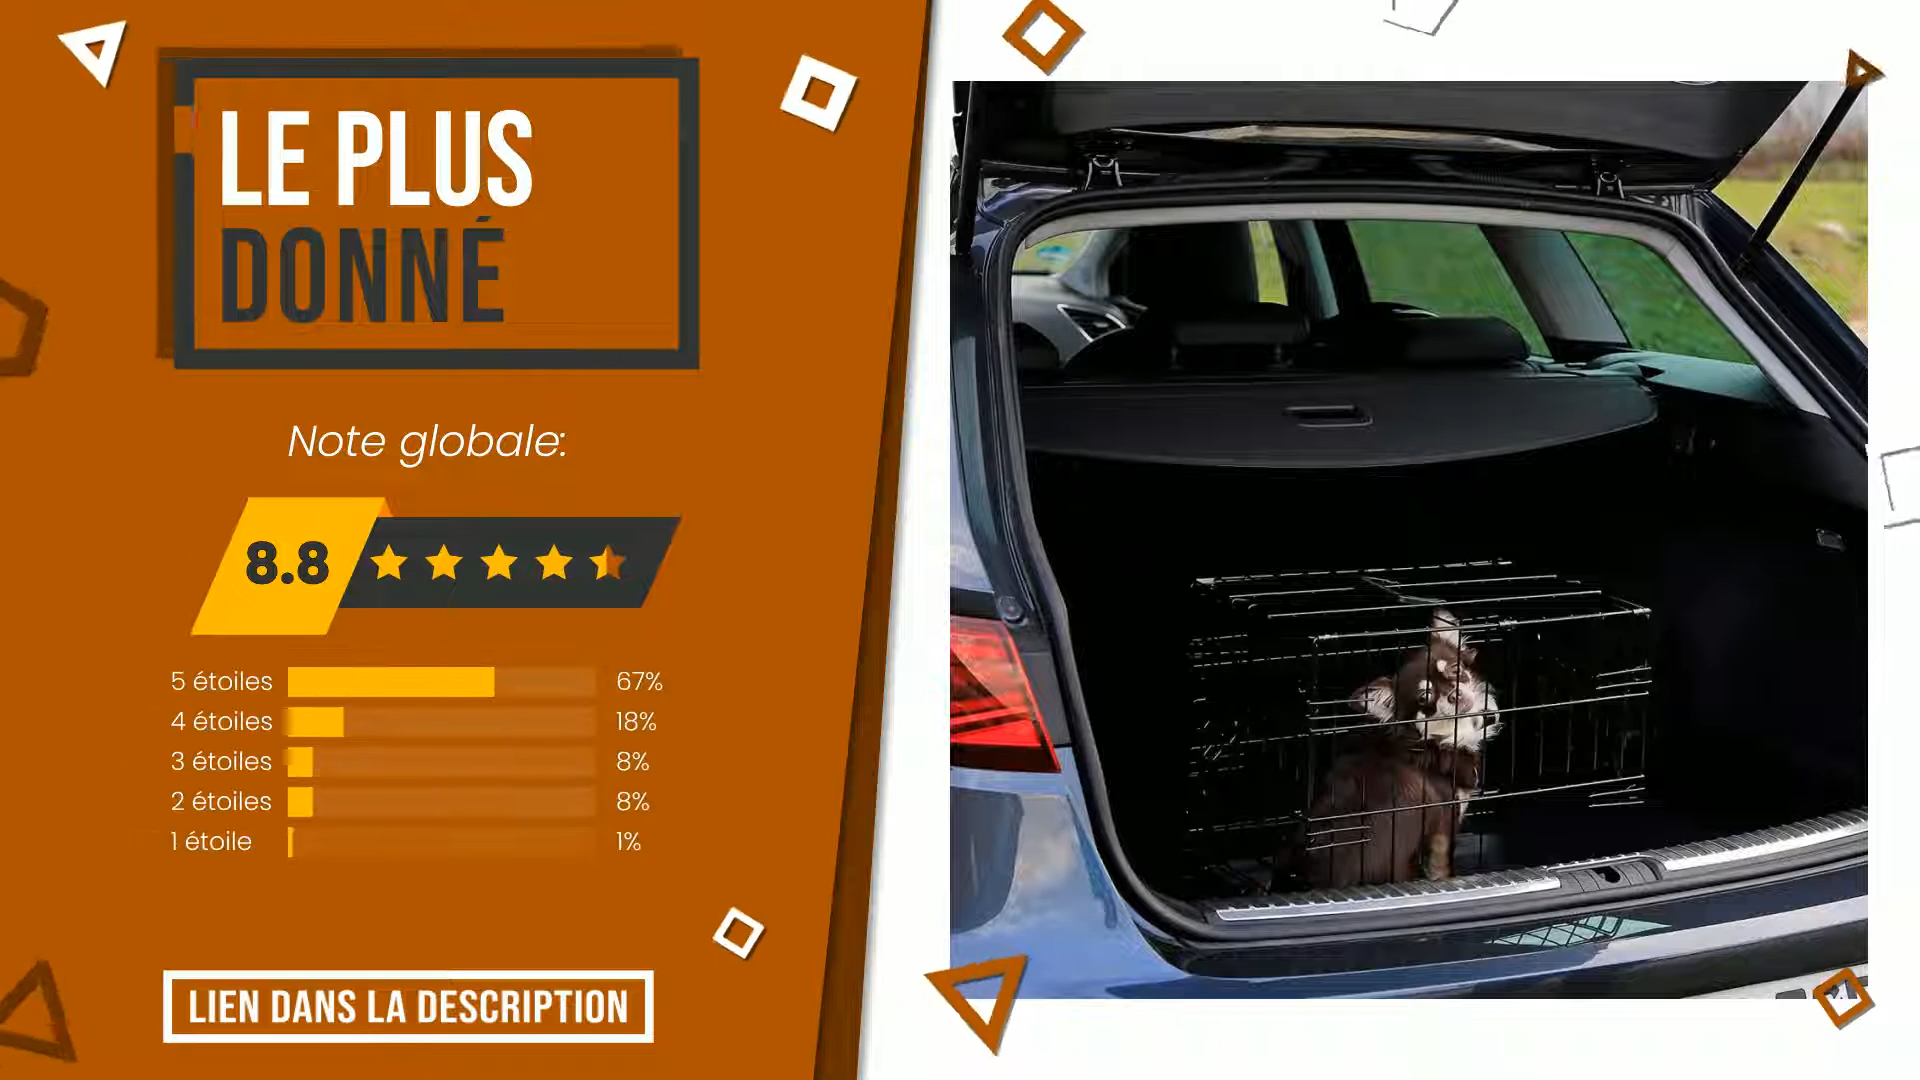 LE PLUS
DONNÉ
Note globale:
8.8
5 étoiles 67%
4 étoiles 18%
3 étoiles 8%
2 étoiles 8%
1 étoile 1%
LIEN DANS LA DESCRIPTION